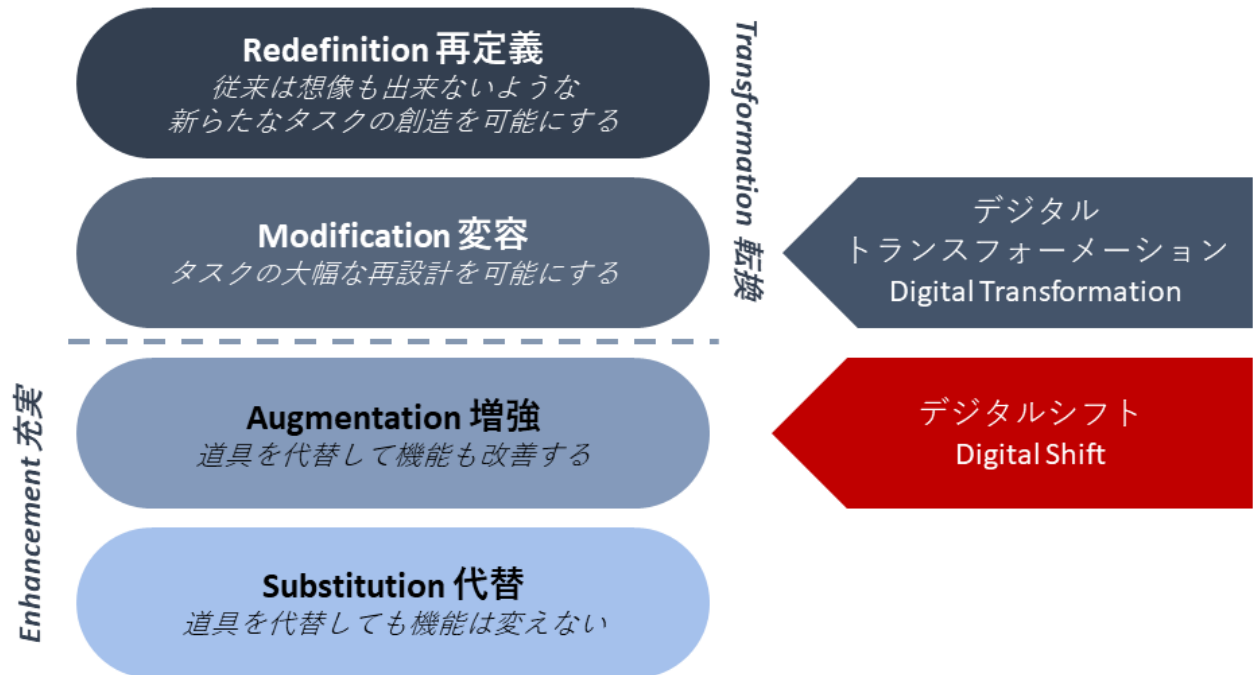 Redefinition 再定義
従来は想像も出来ないような
新らたなタスクの創造を可能にする
Modification 変容
タスクの大幅な再設計を可能にする
Transformation 転換
デジタル
トランスフォーメーション
Digital Transformation
Enhancement 充実
Augmentation 増強
道具を代替して機能も改善する
デジタルシフト
Digital Shift
Substitution 代替
道具を代替しても機能は変えない